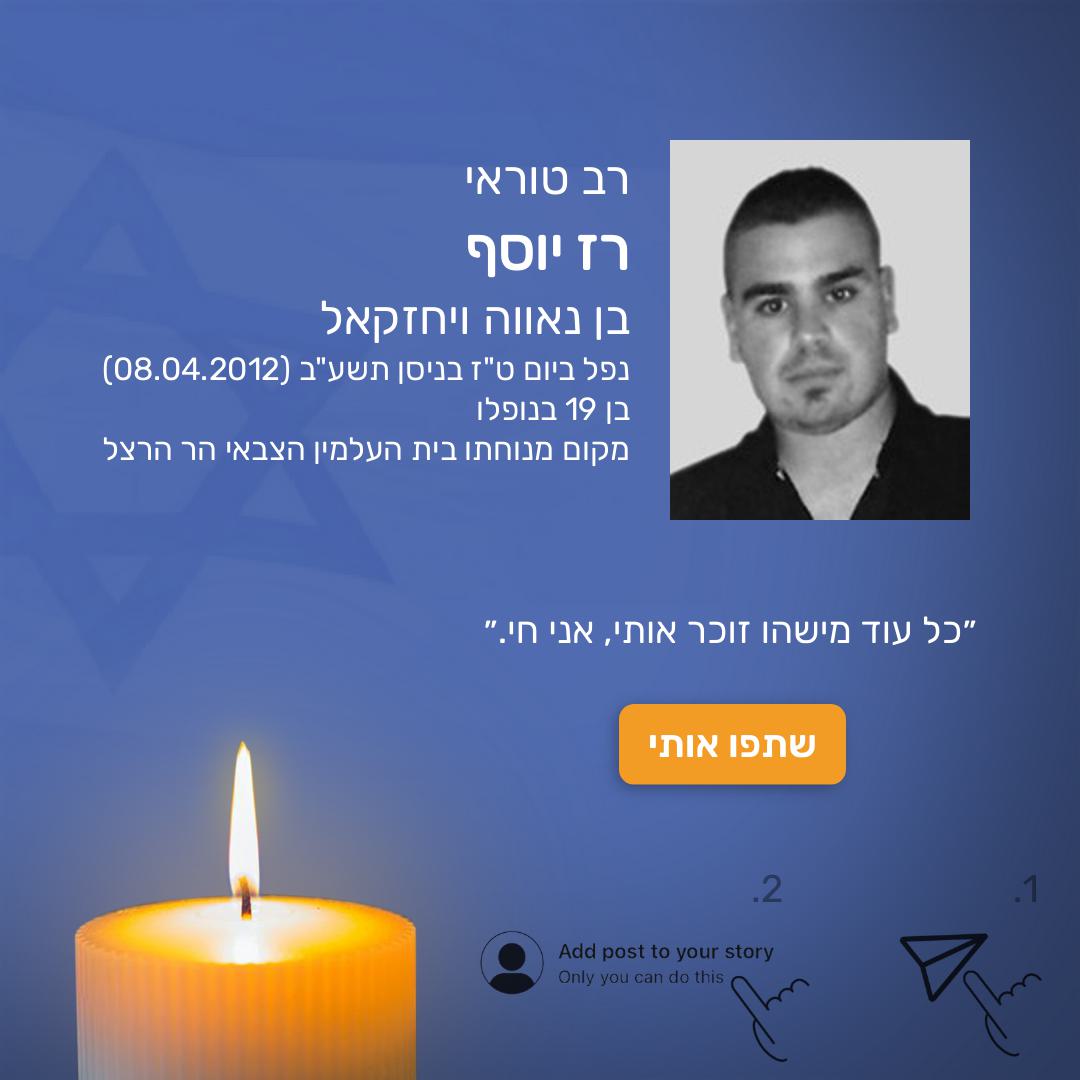 רב טוראי
רז יוסף
בן נאווה ויחזקאל
נפל ביום ט"ז בניסן תשע"ב (08.04.2012)
בן 19 בנופלו
מקום מנוחתו בית העלמין הצבאי הר הרצל
״כל עוד מישהו זוכר אותי, אני חי.״
שתפו אותי
.1
.2
Add post to your story
Only you can do this